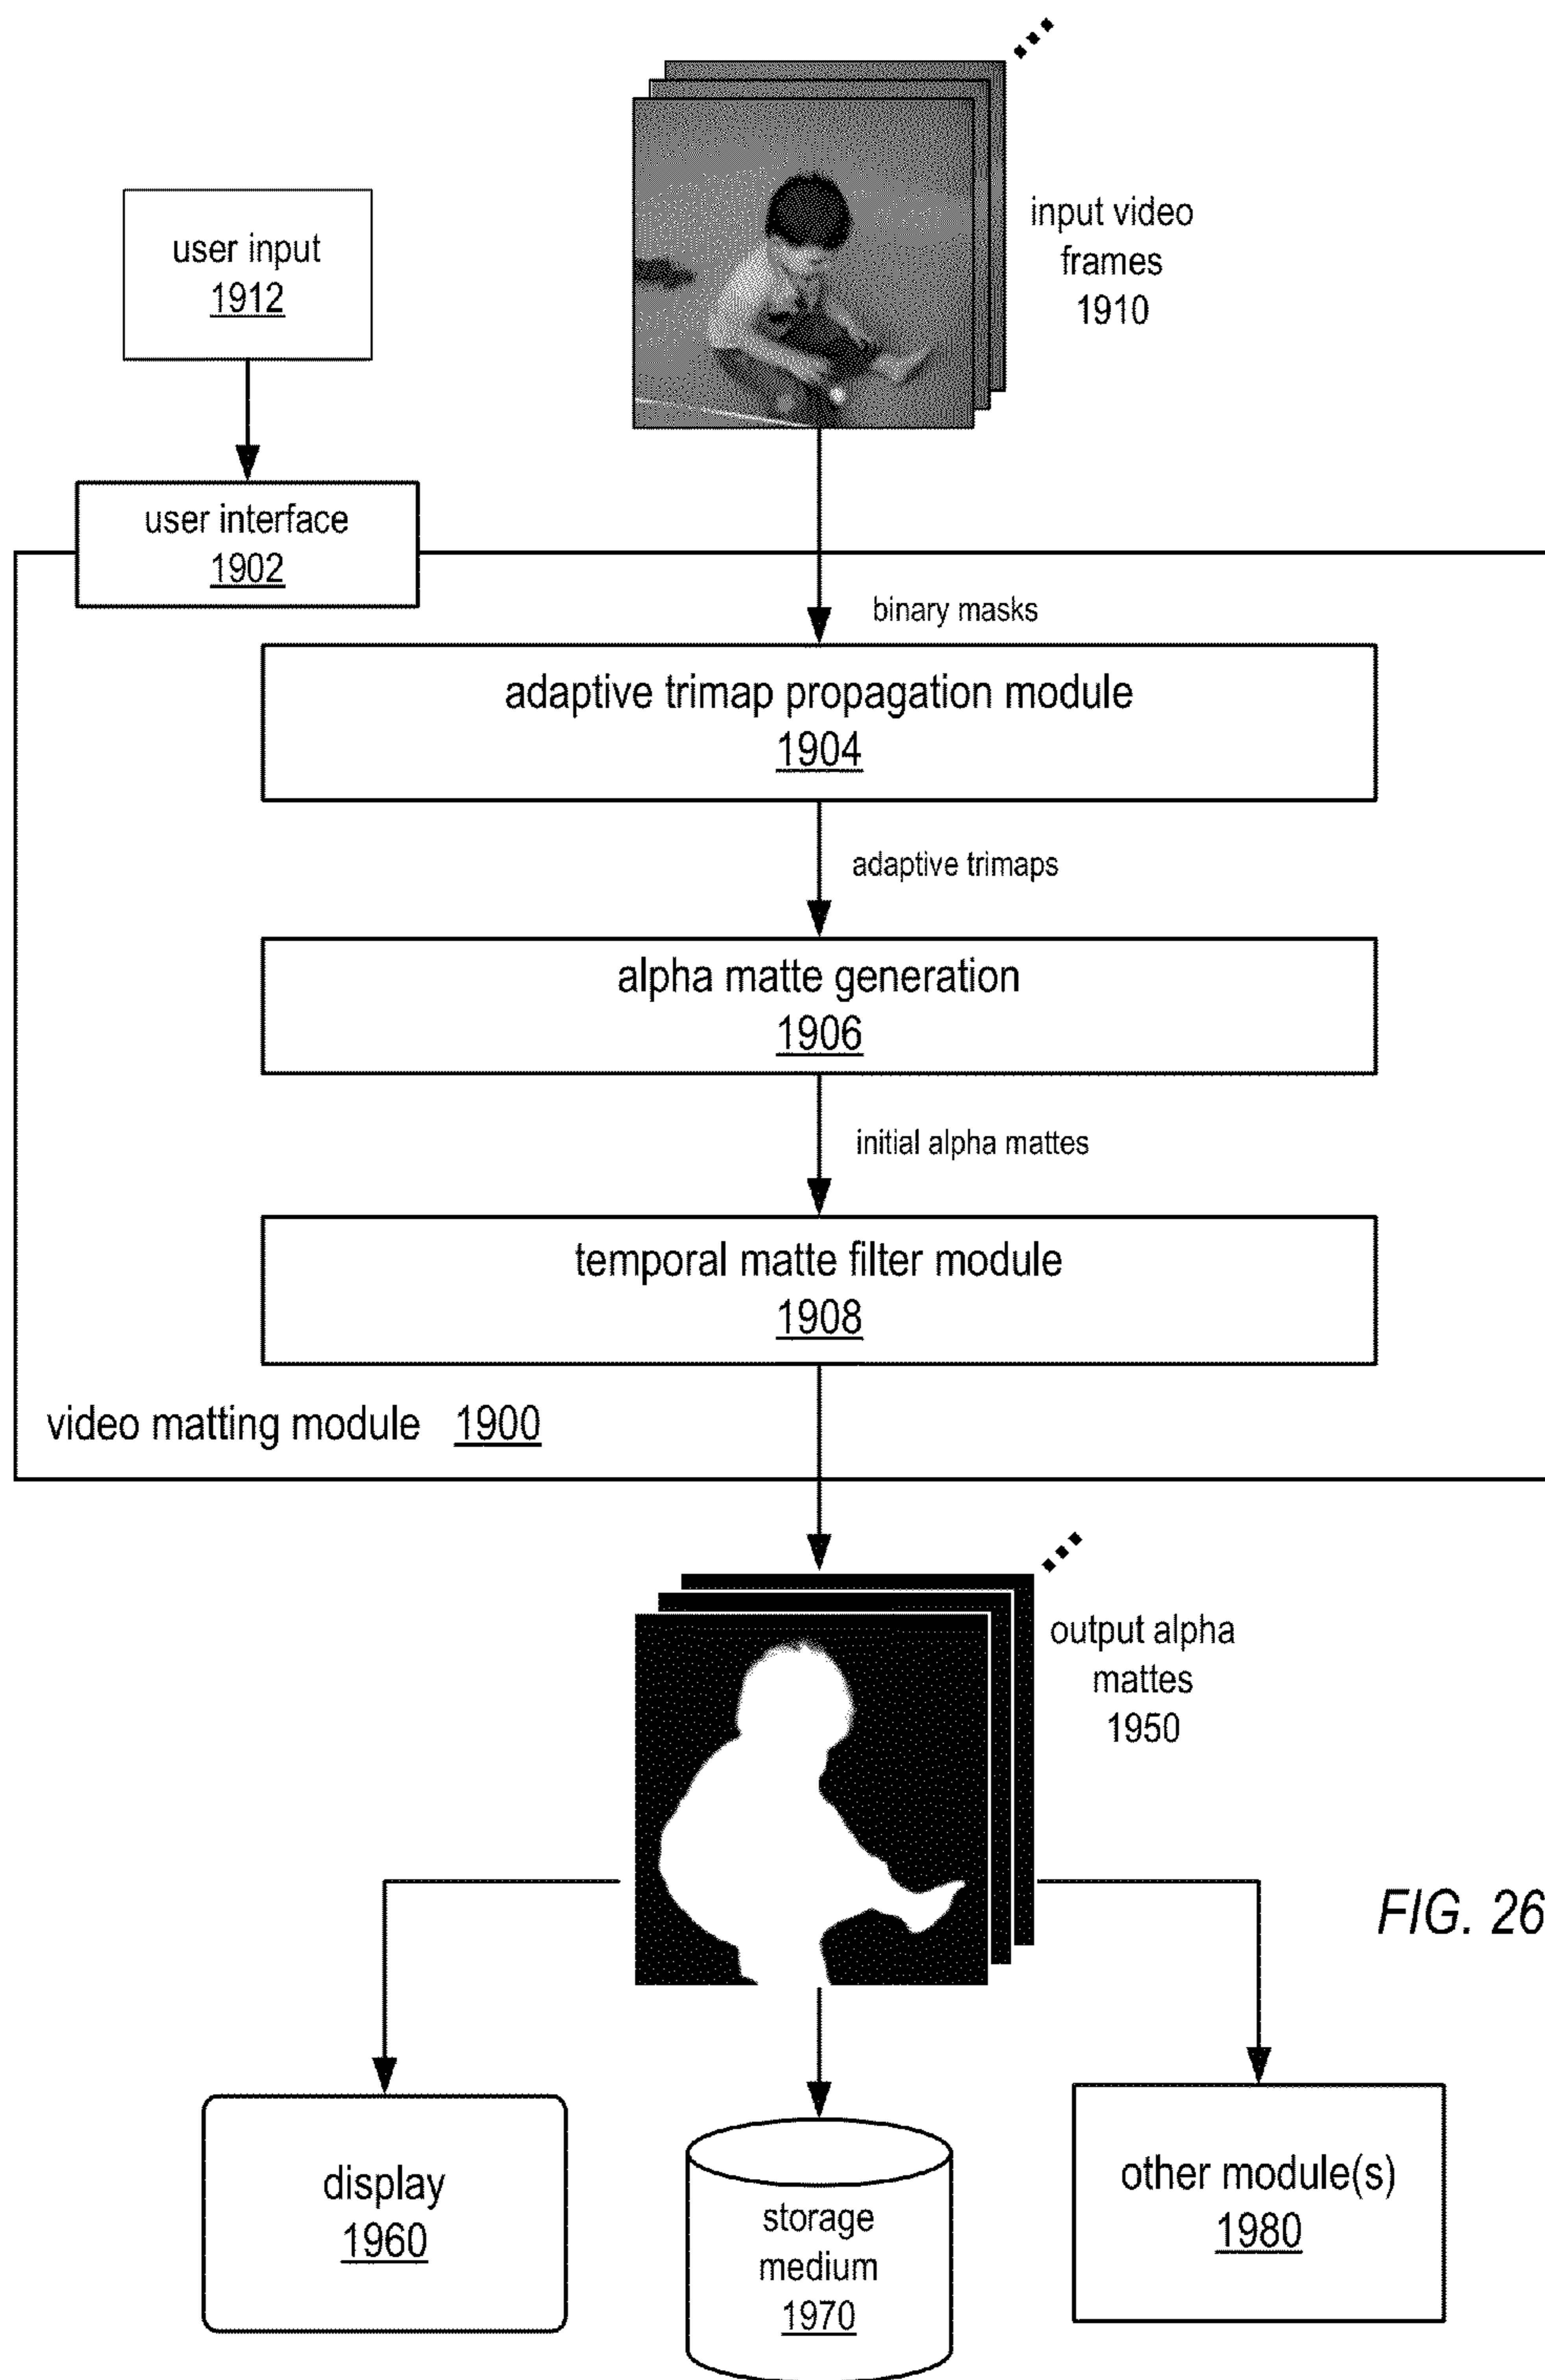 user input
1912
input video
frames
1910
user interface
1902
binary masks
adaptive trimap propagation module
1904
adaptive trimaps
alpha matte generation
1906
initial alpha mattes
temporal matte filter module
1908
video matting module 1900
output alpha
mattes
1950
FIG. 26
display
1960
storage
medium
1970
other module(s)
1980